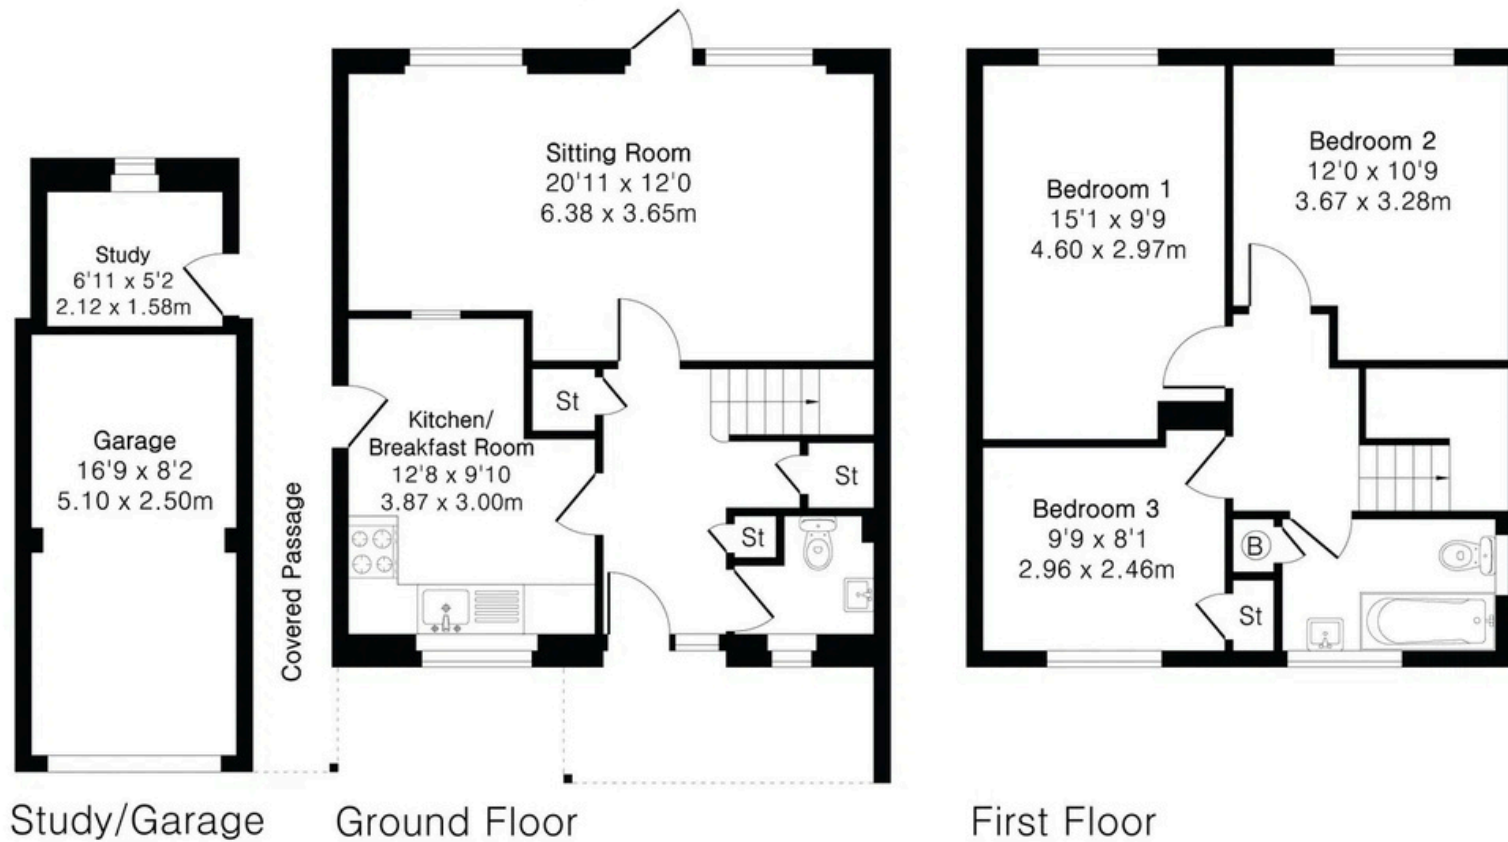 Study
6'11 x 5'2
2.12 x 1.58m
Garage
16'9 x 8'2
5.10 x 2.50m
Covered Passage
Study/Garage
Sitting Room
20'11 x 12'0
6.38 x 3.65m
Kitchen/
Breakfast Room
12'8 x 9'10
3.87 x 3.00m
St
St
St
Ground Floor
Bedroom 1
15'1 x 9'9
4.60 x 2.97m
Bedroom 2
12'0 x 10'9
3.67 x 3.28m
Bedroom 3
9'9 x 8'1
2.96 x 2.46m
B
St
First Floor